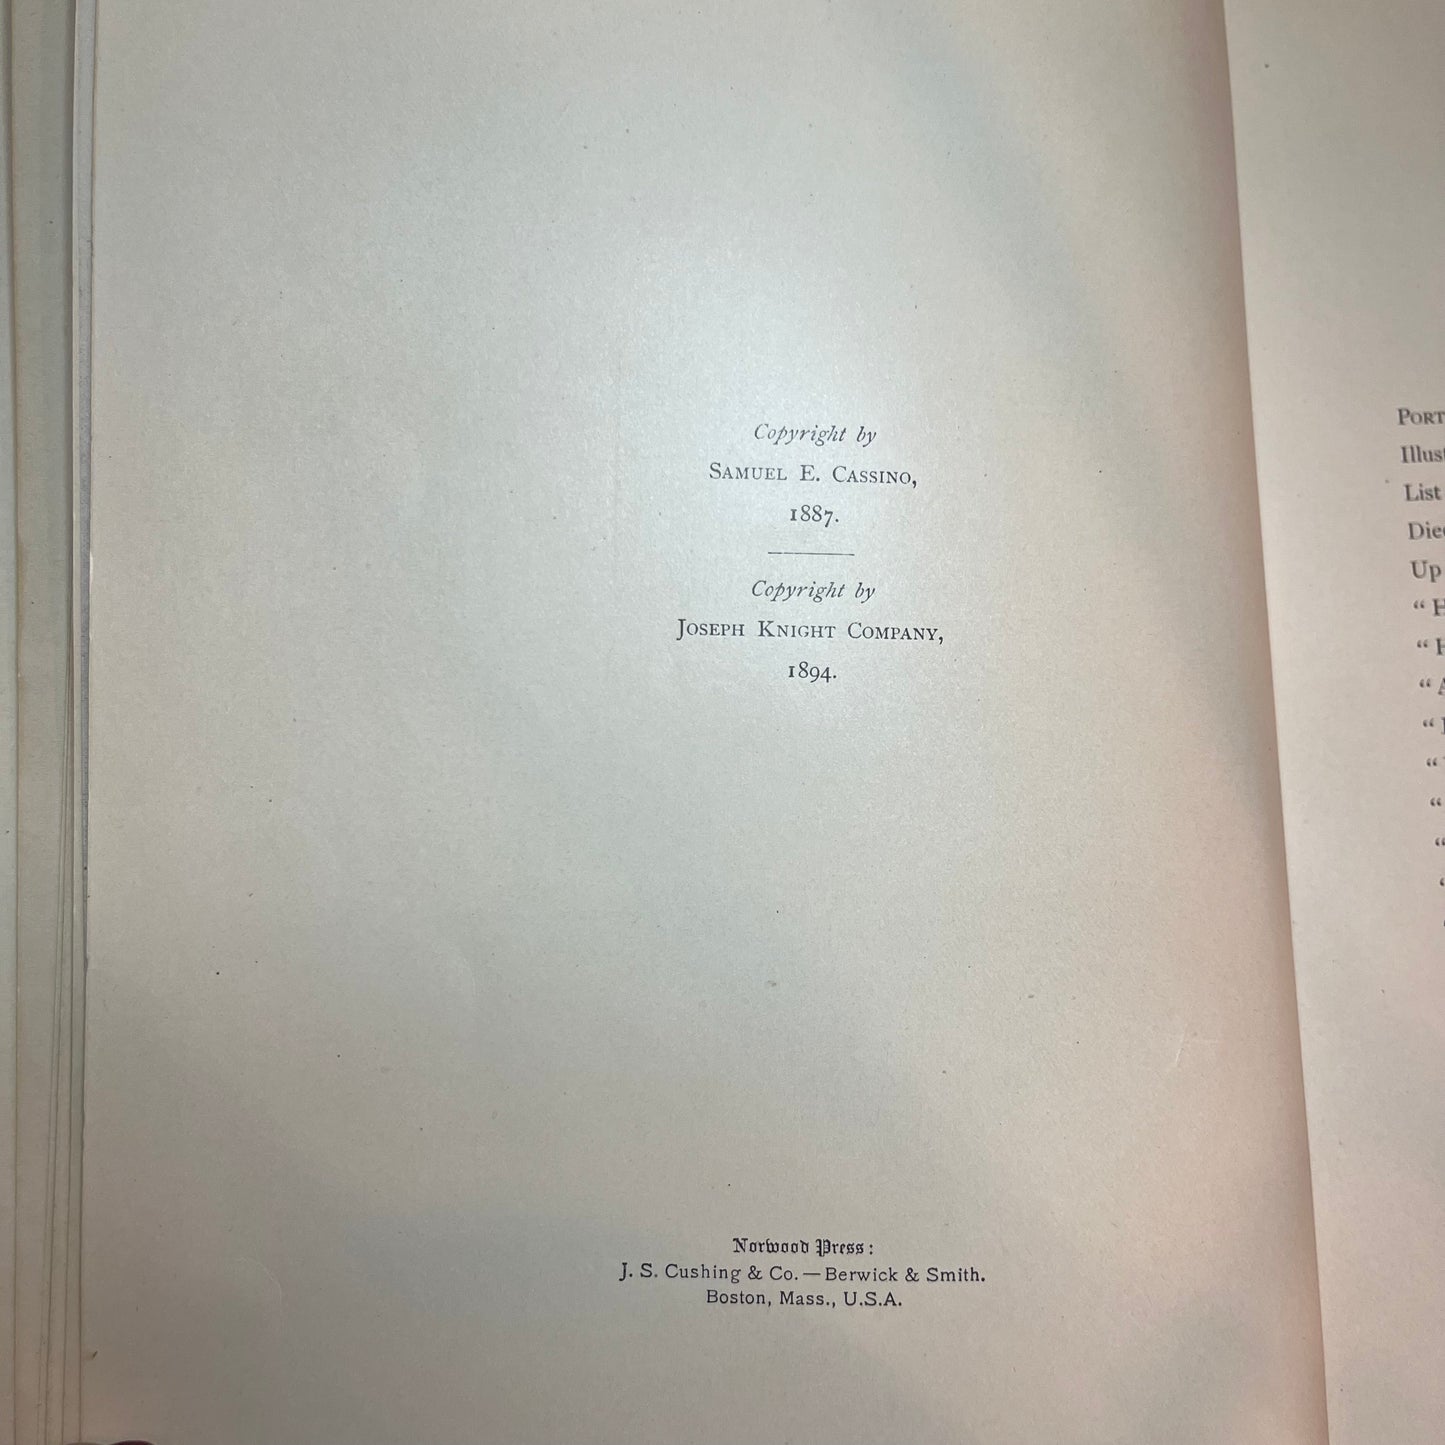 Copyright by
SAMUEL E. CASSINO,
1887.
Copyright by
JOSEPH KNIGHT COMPANY,
1894.
Norwood Press:
J. S. Cushing & Co. — Berwick & Smith.
Boston, Mass., U.S.A.
List
Up